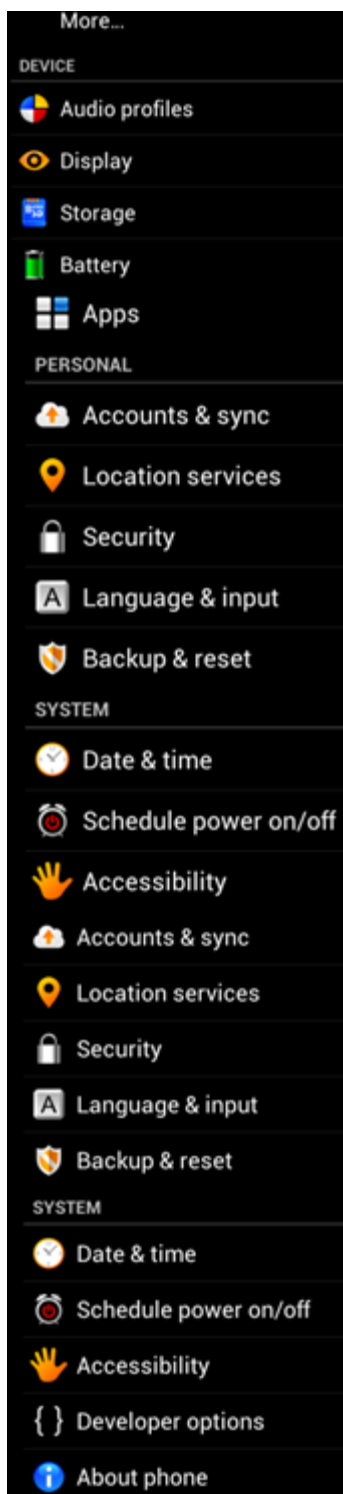 More...
DEVICE
Audio profiles
Display
Storage
Battery
Apps
PERSONAL
Accounts & sync
Location services
Security
A Language & input
Backup & reset
SYSTEM
Date & time
Schedule power on/off
Accessibility
Accounts & sync
Location services
Security
A Language & input
Backup & reset
SYSTEM
Date & time
Schedule power on/off
Accessibility
{ } Developer options
i About phone